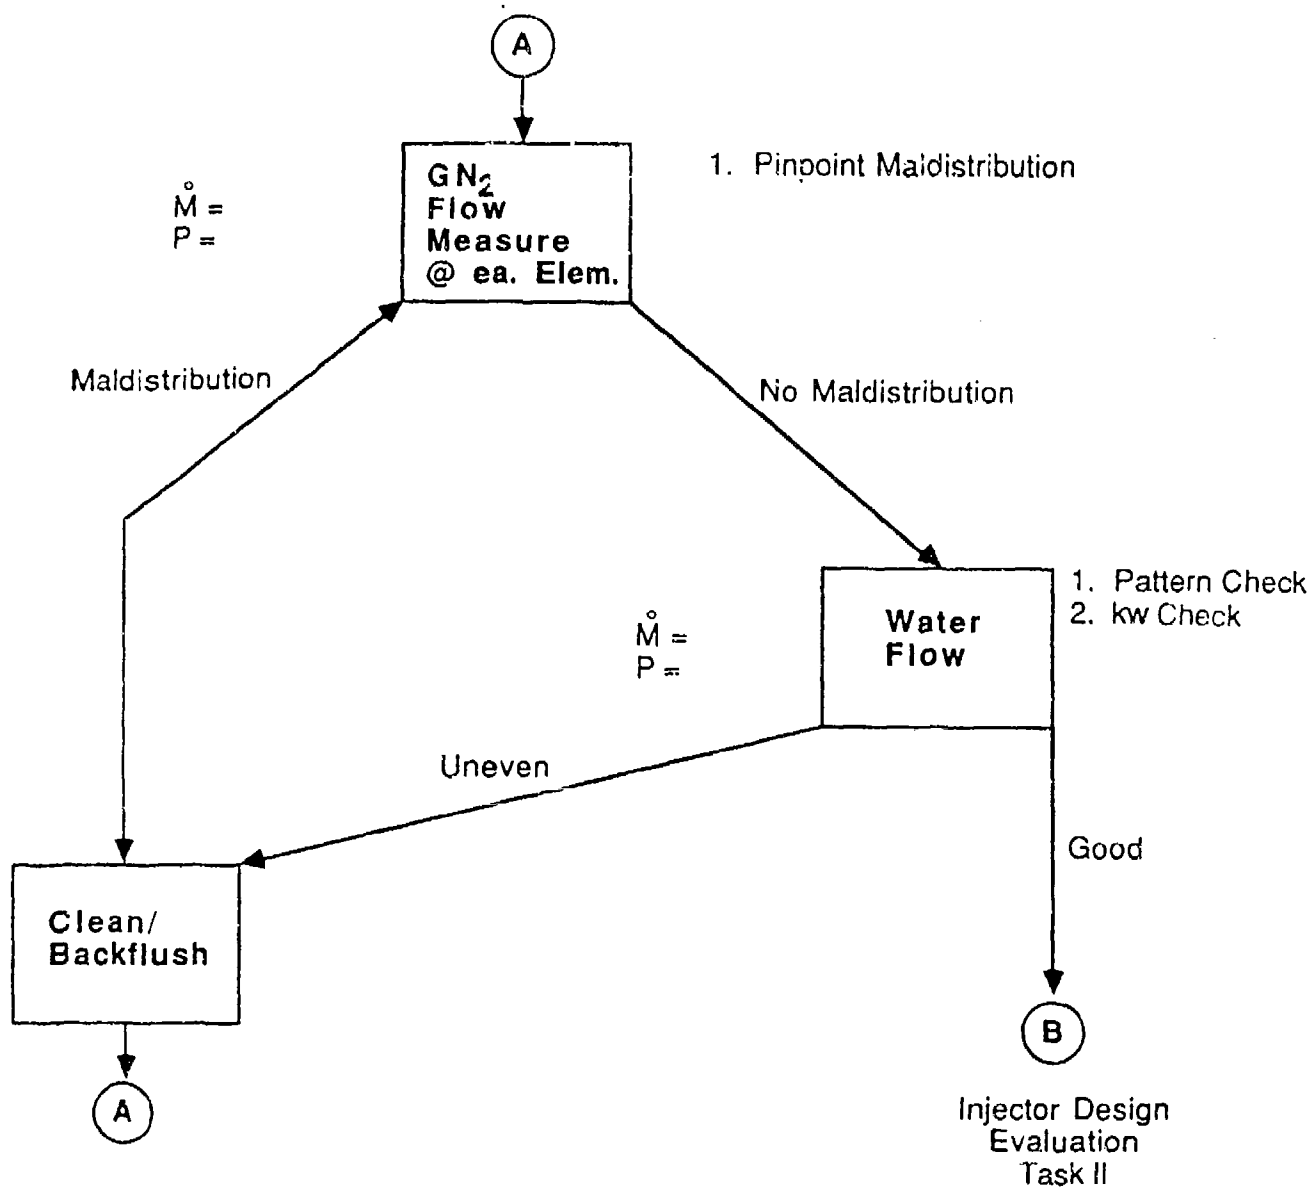 A
GN₂
Flow
Measure
@ ea. Elem.
1. Pinpoint Maldistribution
M̊ =
P =
Maldistribution
No Maldistribution
Water
Flow
1. Pattern Check
2. kw Check
M̊ =
P =
Uneven
Good
Clean/
Backflush
A
B
Injector Design
Evaluation
Task II